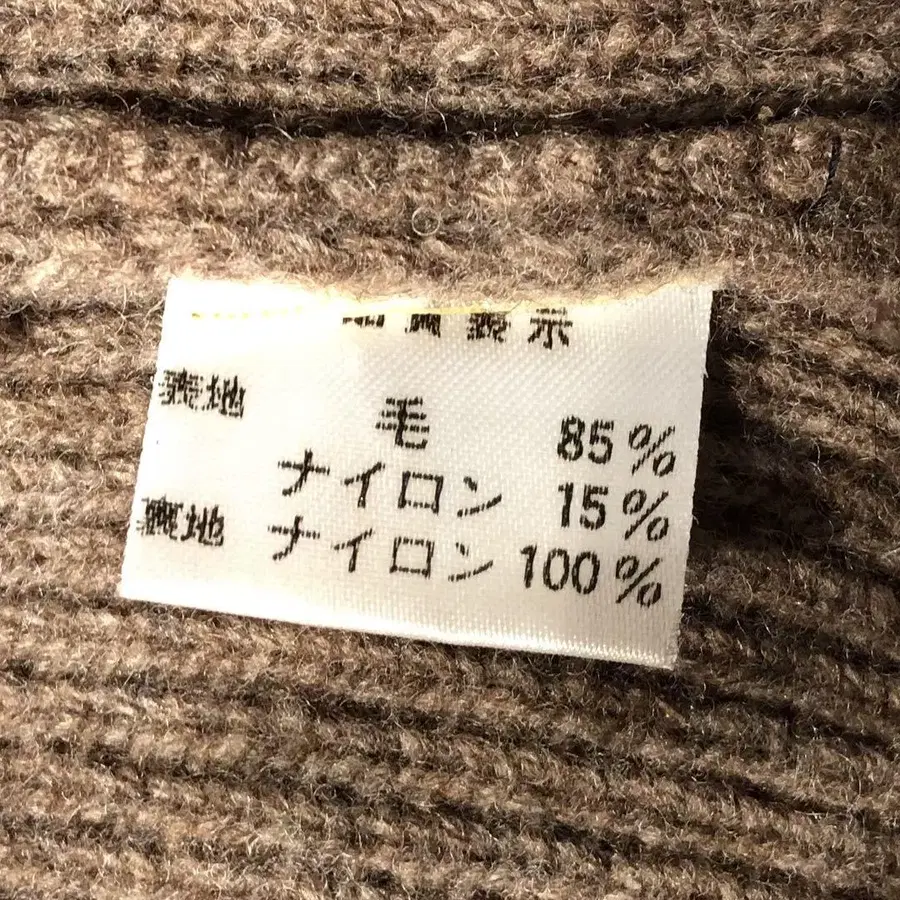 品質表示
表地 毛 85%
ナイロン 15%
裏地 ナイロン 100%